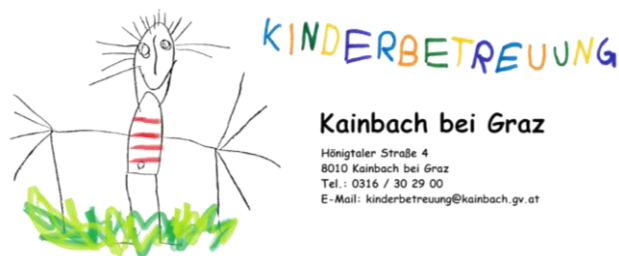 KINDERBETREUUNG
Kainbach bei Graz
Hönigtaler Straße 4
8010 Kainbach bei Graz
Tel.: 0316 / 30 29 00
E-Mail: kinderbetreuung@kainbach.gv.at